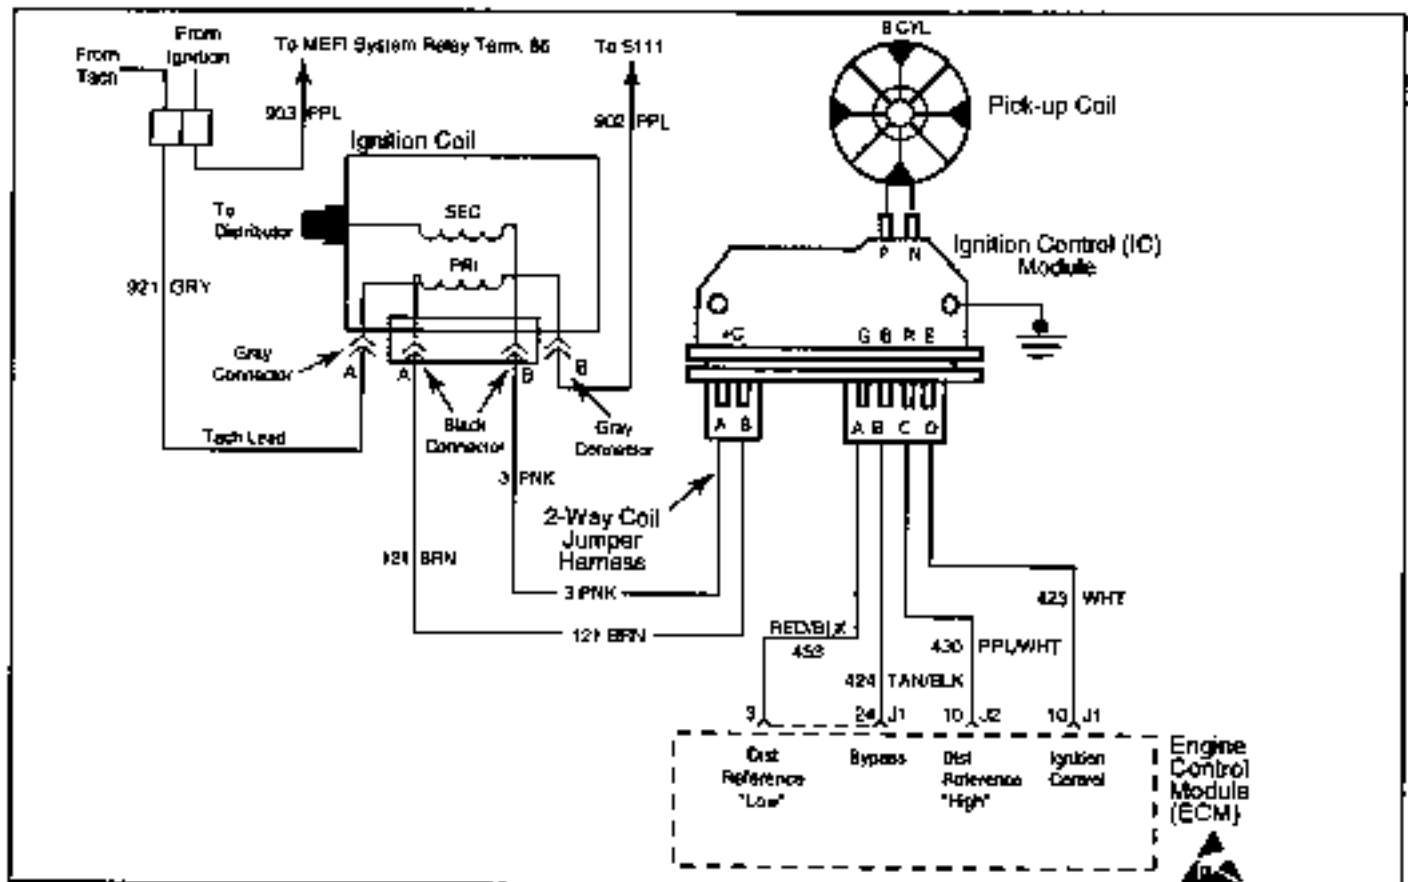 From
Tach
From
Ignition
To MEFI System Relay Term. 86
903 PPL
To S111
902 PPL
8 CYL
Pick-up Coil
Ignition Coil
To
Distributor
SEC
PRI
P N
Ignition Control (IC)
Module
921 GRY
+C
G B R E
Gray
Connector
A
A
B
B
Black
Connector
Gray
Connector
A B
A B C D
Tach Lead
3 PNK
2-Way Coil
Jumper
Harness
121 BRN
3 PNK
121 BRN
423 WHT
RED/BLK
453
430 PPL/WHT
424 TAN/BLK
3
24 J1
10 J2
10 J1
Dist
Reference
"Low"
Bypass
Dist
Reference
"High"
Ignition
Control
Engine
Control
Module
(ECM)